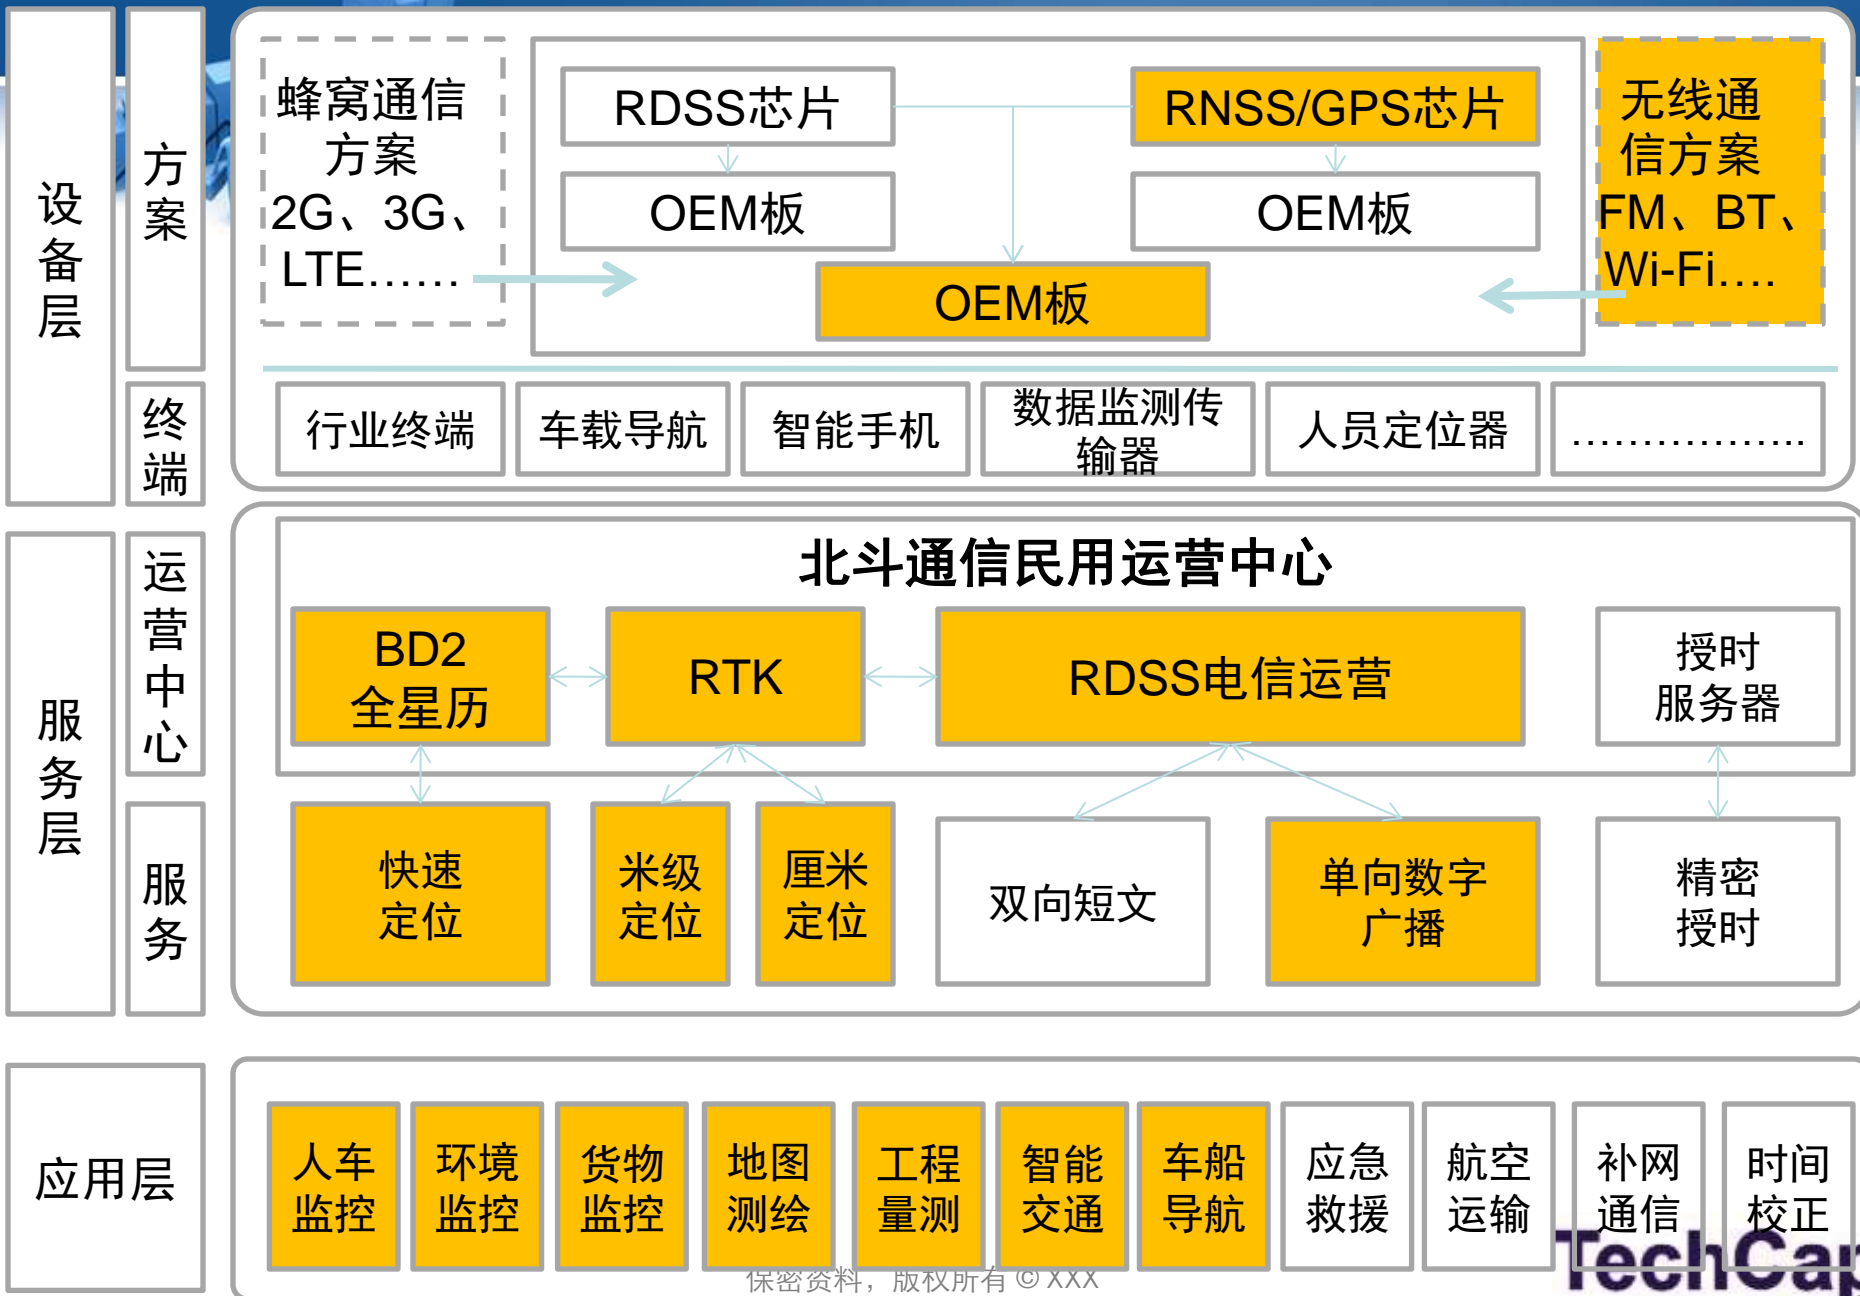 设备层
方案
蜂窝通信
方案
2G、3G、
LTE……
RDSS芯片
RNSS/GPS芯片
OEM板
OEM板
OEM板
无线通
信方案
FM、BT、
Wi-Fi….
终端
行业终端
车载导航
智能手机
数据监测传
输器
人员定位器
……………..
服务层
运营中心
北斗通信民用运营中心
BD2
全星历
RTK
RDSS电信运营
授时
服务器
服务
快速
定位
米级
定位
厘米
定位
双向短文
单向数字
广播
精密
授时
应用层
人车
监控
环境
监控
货物
监控
地图
测绘
工程
量测
智能
交通
车船
导航
应急
救援
航空
运输
补网
通信
时间
校正
保密资料，版权所有 © XXX
TechCap